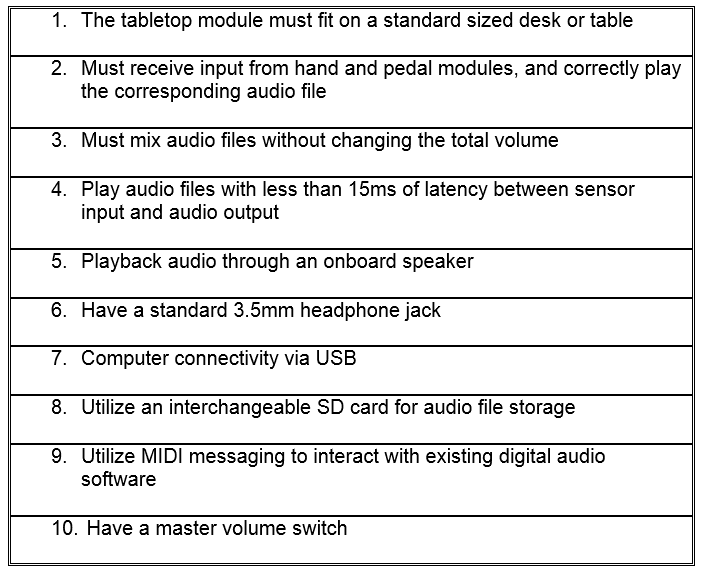 1. The tabletop module must fit on a standard sized desk or table
2. Must receive input from hand and pedal modules, and correctly play
the corresponding audio file
3. Must mix audio files without changing the total volume
4. Play audio files with less than 15ms of latency between sensor
input and audio output
5. Playback audio through an onboard speaker
6. Have a standard 3.5mm headphone jack
7. Computer connectivity via USB
8. Utilize an interchangeable SD card for audio file storage
9. Utilize MIDI messaging to interact with existing digital audio
software
10. Have a master volume switch